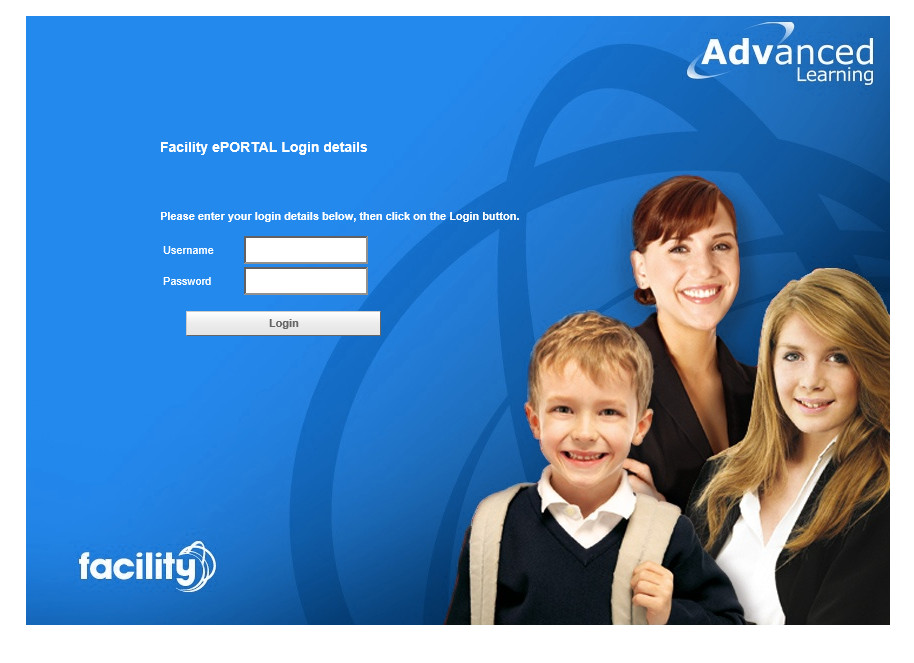 Advanced
Learning
Facility ePORTAL Login details
Please enter your login details below, then click on the Login button.
Username
Password
Login
facility